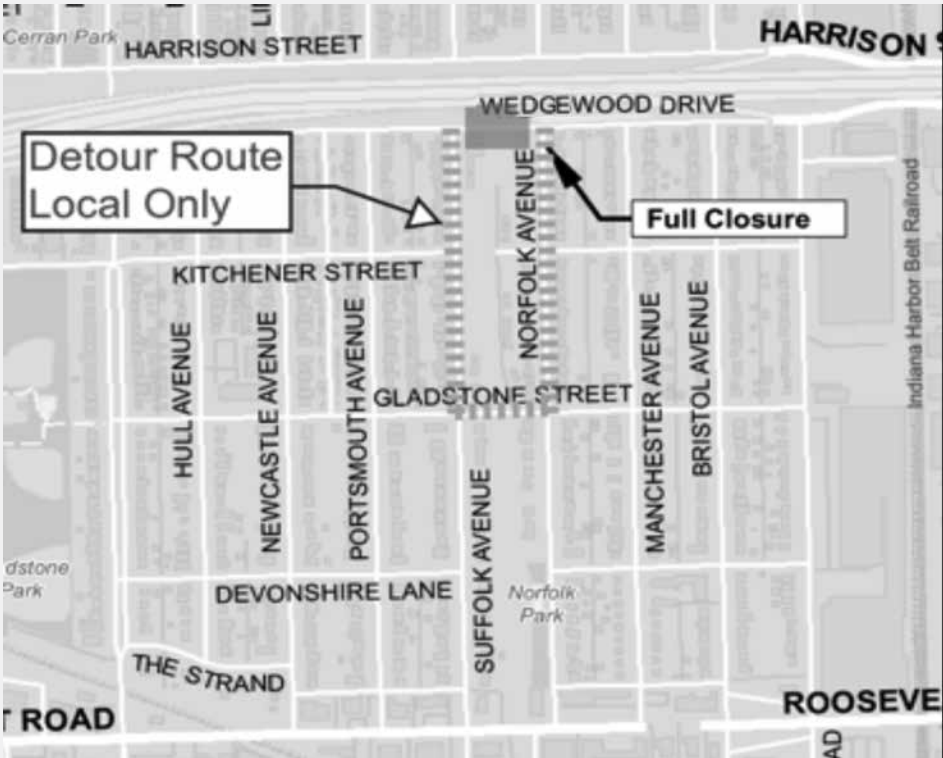 Cerran Park
HARRISON STREET
HARRISON
WEDGEWOOD DRIVE
Detour Route
Local Only
Full Closure
NORFOLK AVENUE
KITCHENER STREET
Indiana Harbor Belt Railroad
HULL AVENUE
NEWCASTLE AVENUE
PORTSMOUTH AVENUE
MANCHESTER AVENUE
BRISTOL AVENUE
GLADSTONE STREET
SUFFOLK AVENUE
dstone
Park
DEVONSHIRE LANE
Norfolk
Park
THE STRAND
T ROAD
ROOSEVE
AD